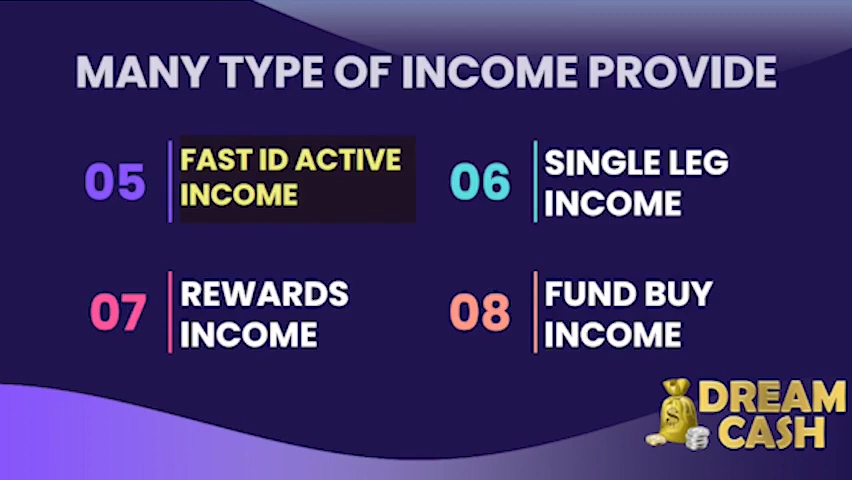 MANY TYPE OF INCOME PROVIDE
05
FAST ID ACTIVE
INCOME
06
SINGLE LEG
INCOME
07
REWARDS
INCOME
08
FUND BUY
INCOME
$
DREAM
CASH